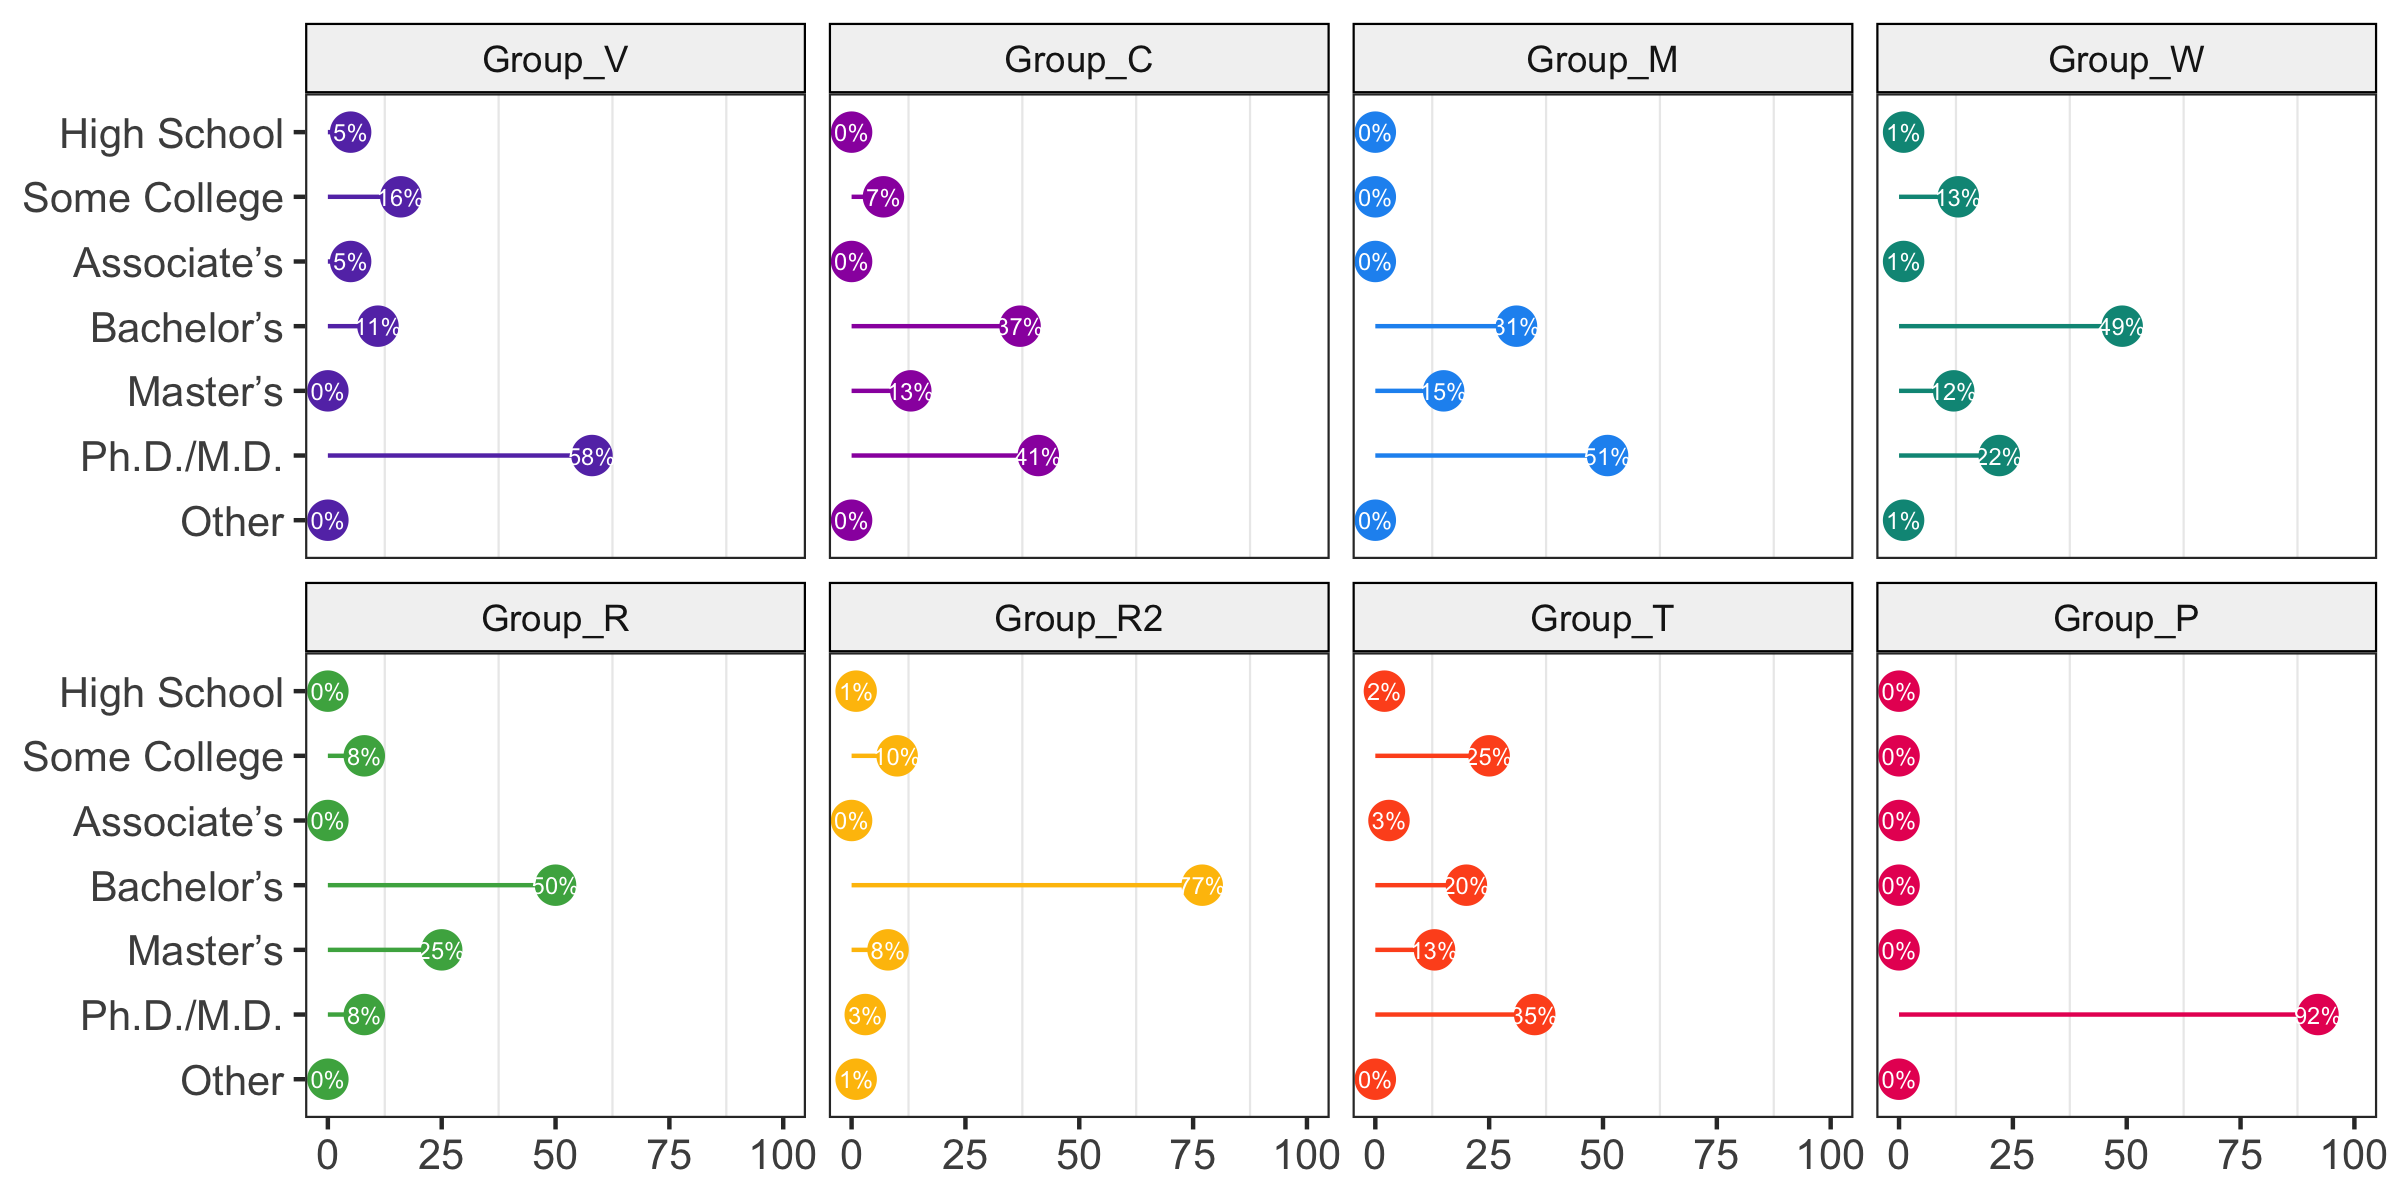 Group_V Group_C Group_M Group_W
High School 5% 0% 0% 1%
Some College 16% 7% 0% 13%
Associate’s 5% 0% 0% 1%
Bachelor’s 11% 37% 31% 49%
Master’s 0% 13% 15% 12%
Ph.D./M.D. 58% 41% 51% 22%
Other 0% 0% 0% 1%
Group_R Group_R2 Group_T Group_P
High School 0% 1% 2% 0%
Some College 8% 10% 25% 0%
Associate’s 0% 0% 3% 0%
Bachelor’s 50% 77% 20% 0%
Master’s 25% 8% 13% 0%
Ph.D./M.D. 8% 3% 35% 92%
Other 0% 1% 0% 0%
0 25 50 75 100 0 25 50 75 100 0 25 50 75 100 0 25 50 75 100